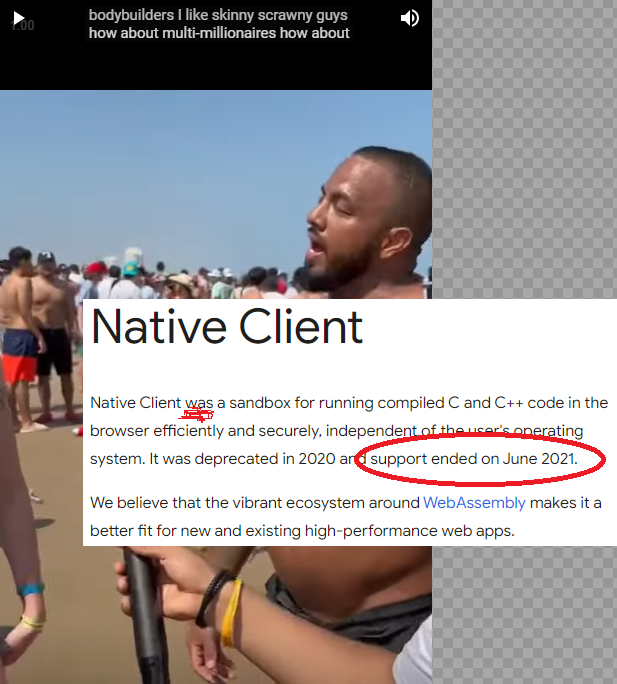 1:00
bodybuilders I like skinny scrawny guys
how about multi-millionaires how about
Native Client
Native Client was a sandbox for running compiled C and C++ code in the
browser efficiently and securely, independent of the user's operating
system. It was deprecated in 2020 and support ended on June 2021.
We believe that the vibrant ecosystem around WebAssembly makes it a
better fit for new and existing high-performance web apps.